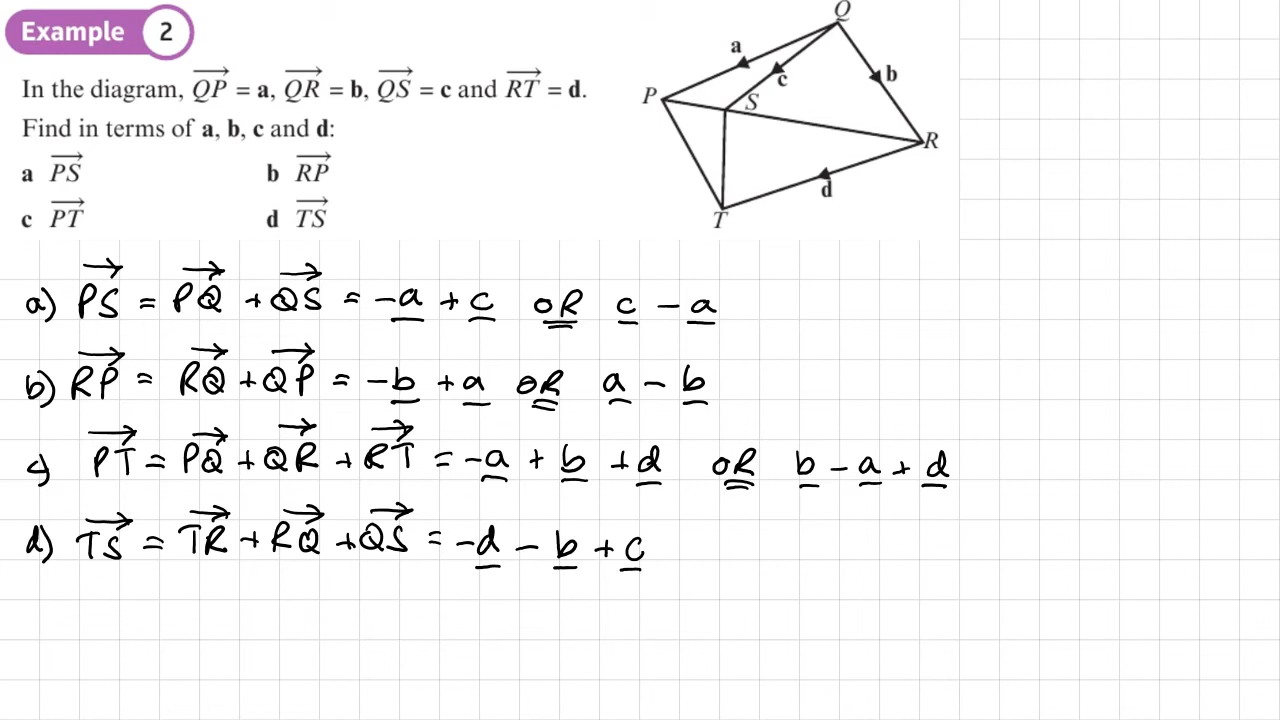 Example 2
In the diagram, QP→ = a, QR→ = b, QS→ = c and RT→ = d.
Find in terms of a, b, c and d:
a PS→ b RP→
c PT→ d TS→
Q
a
c
b
P
S
R
d
T
a) PS→ = PQ→ + QS→ = -a + c OR c - a
b) RP→ = RQ→ + QP→ = -b + a OR a - b
c) PT→ = PQ→ + QR→ + RT→ = -a + b + d OR b - a + d
d) TS→ = TR→ + RQ→ + QS→ = -d - b + c